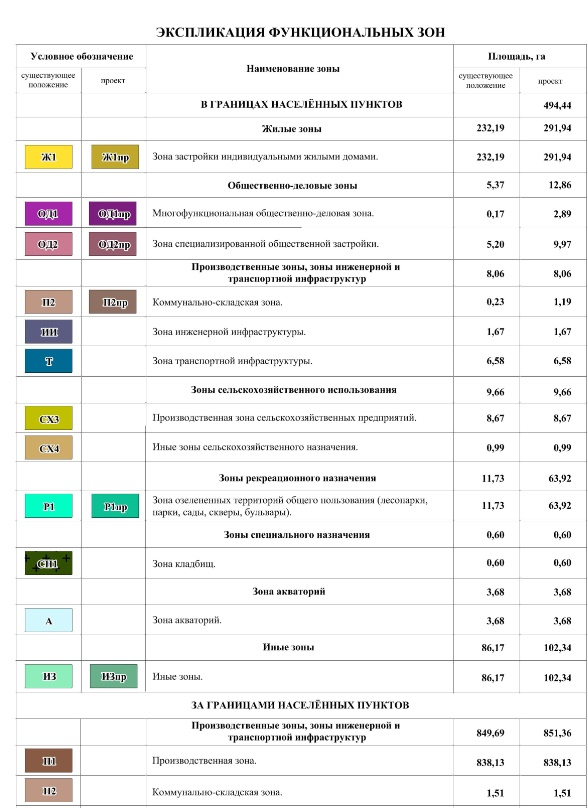 ЭКСПЛИКАЦИЯ ФУНКЦИОНАЛЬНЫХ ЗОН
Условное обозначение Наименование зоны Площадь, га
существующее положение проект существующее положение проект
В ГРАНИЦАХ НАСЕЛЁННЫХ ПУНКТОВ 494,44
Жилые зоны 232,19 291,94
Ж1 Ж1пр Зона застройки индивидуальными жилыми домами. 232,19 291,94
Общественно-деловые зоны 5,37 12,86
ОД1 ОД1пр Многофункциональная общественно-деловая зона. 0,17 2,89
ОД2 ОД2пр Зона специализированной общественной застройки. 5,20 9,97
Производственные зоны, зоны инженерной и
транспортной инфраструктур 8,06 8,06
П2 П2пр Коммунально-складская зона. 0,23 1,19
ИИ Зона инженерной инфраструктуры. 1,67 1,67
Т Зона транспортной инфраструктуры. 6,58 6,58
Зоны сельскохозяйственного использования 9,66 9,66
СХ3 Производственная зона сельскохозяйственных предприятий. 8,67 8,67
СХ4 Иные зоны сельскохозяйственного назначения. 0,99 0,99
Зоны рекреационного назначения 11,73 63,92
Р1 Р1пр Зона озелененных территорий общего пользования (лесопарки,
парки, сады, скверы, бульвары). 11,73 63,92
Зоны специального назначения 0,60 0,60
СП1 Зона кладбищ. 0,60 0,60
Зона акваторий 3,68 3,68
А Зона акваторий. 3,68 3,68
Иные зоны 86,17 102,34
ИЗ ИЗпр Иные зоны. 86,17 102,34
ЗА ГРАНИЦАМИ НАСЕЛЁННЫХ ПУНКТОВ
Производственные зоны, зоны инженерной и
транспортной инфраструктур 849,69 851,36
П1 Производственная зона. 838,13 838,13
П2 Коммунально-складская зона. 1,51 1,51